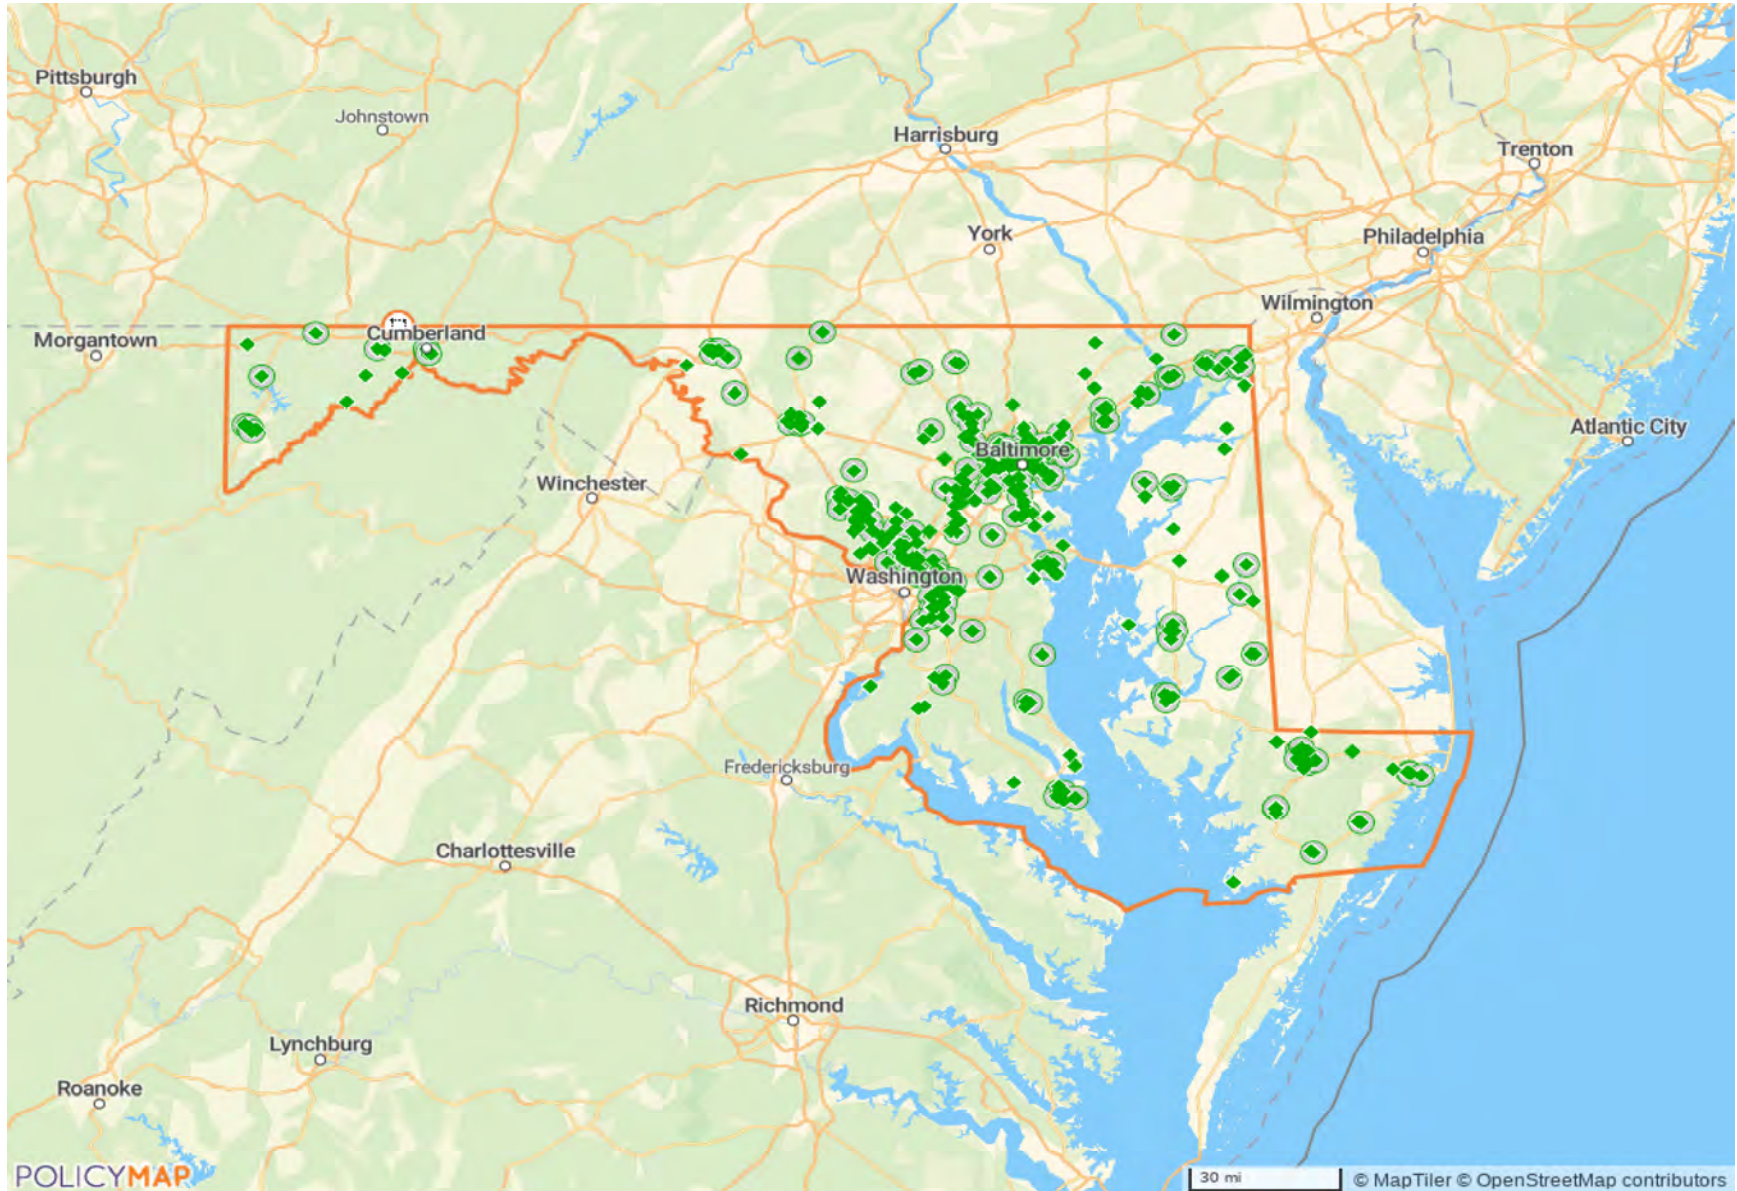 Pittsburgh
Johnstown
Harrisburg
Trenton
York
Philadelphia
Wilmington
Morgantown
Cumberland
Atlantic City
Baltimore
Winchester
Washington
Fredericksburg
Charlottesville
Richmond
Lynchburg
Roanoke
POLICYMAP
30 mi
© MapTiler © OpenStreetMap contributors